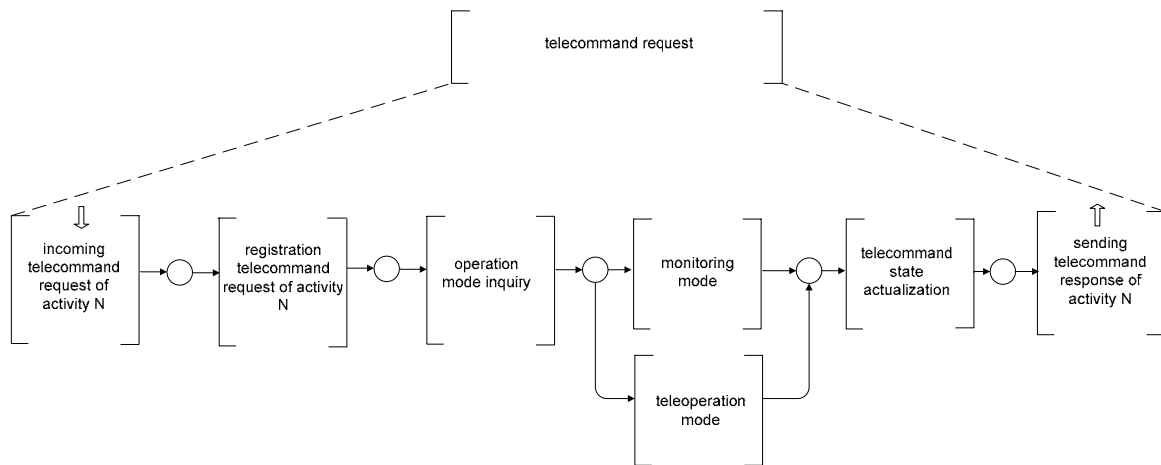 telecommand request
incoming
telecommand
request of
activity N
registration
telecommand
request of activity
N
operation
mode inquiry
monitoring
mode
teleoperation
mode
telecommand
state
actualization
sending
telecommand
response of
activity N